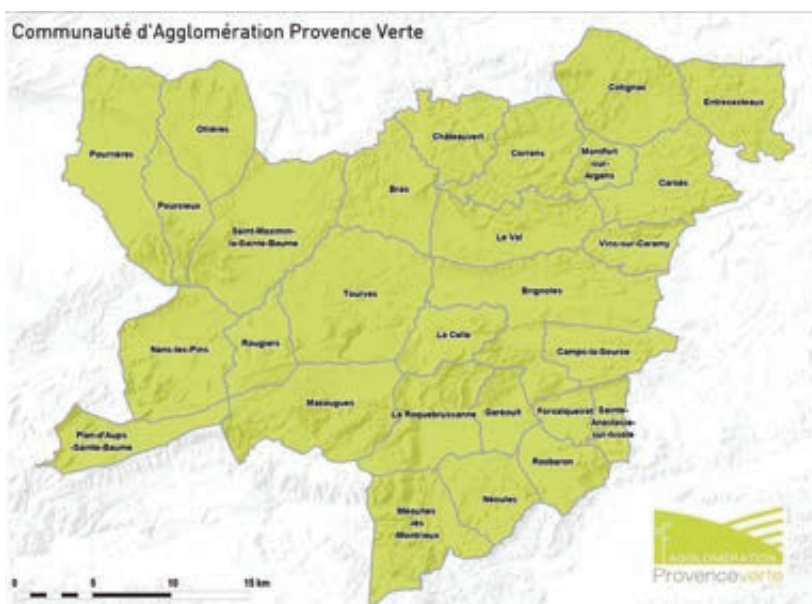 Communauté d'Agglomération Provence Verte
Cotignac
Entrecasteaux
Ollières
Châteauvert
Pourrières
Correns
Montfort
-sur-
Argens
Bras
Carcès
Pourcieux
Saint-Maximin
-la-Sainte-Baume
Le Val
Vins-sur-Caramy
Tourves
Brignoles
La Celle
Nans-les-Pins
Rougiers
Camps-la-Source
Mazaugues
La Roquebrussanne
Garéoult
Forcalqueiret
Sainte-
Anastasie-
sur-Issole
Plan-d'Aups
-Sainte-Baume
Rocbaron
Néoules
Méounes
-lès
-Montrieux
AGGLOMÉRATION
Provenceverte
0 5 10 15 km